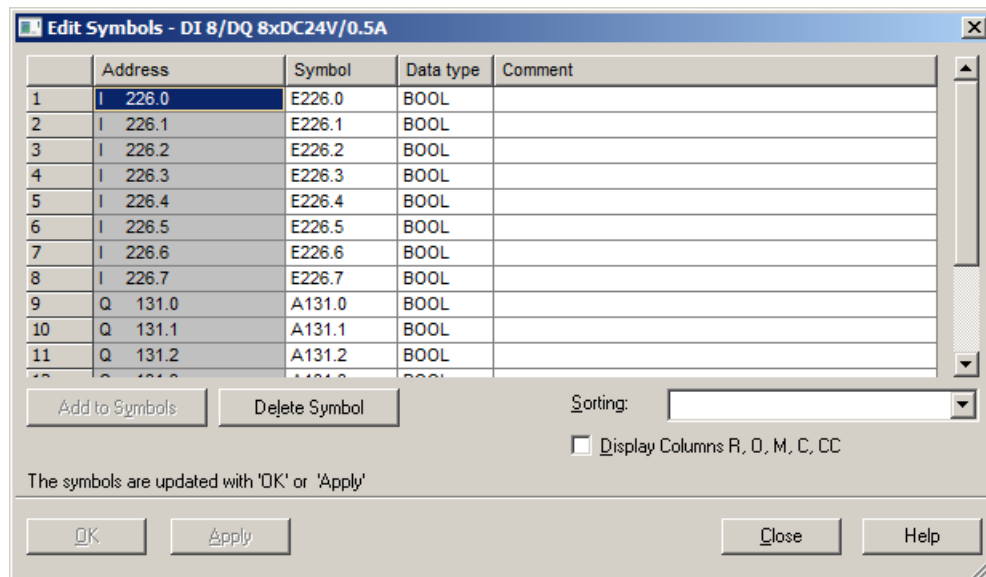 Edit Symbols - DI 8/DQ 8xDC24V/0.5A
Address Symbol Data type Comment
1 I 226.0 E226.0 BOOL
2 I 226.1 E226.1 BOOL
3 I 226.2 E226.2 BOOL
4 I 226.3 E226.3 BOOL
5 I 226.4 E226.4 BOOL
6 I 226.5 E226.5 BOOL
7 I 226.6 E226.6 BOOL
8 I 226.7 E226.7 BOOL
9 Q 131.0 A131.0 BOOL
10 Q 131.1 A131.1 BOOL
11 Q 131.2 A131.2 BOOL
Add to Symbols Delete Symbol Sorting:
Display Columns R, O, M, C, CC
The symbols are updated with 'OK' or 'Apply'
OK Apply Close Help